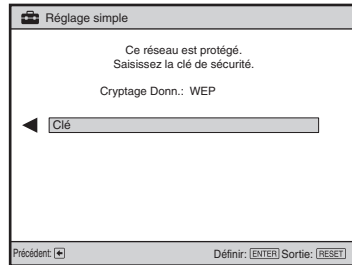 Réglage simple
Ce réseau est protégé.
Saisissez la clé de sécurité.
Cryptage Donn.: WEP
Clé
Précédent: Définir: ENTER Sortie: RESET